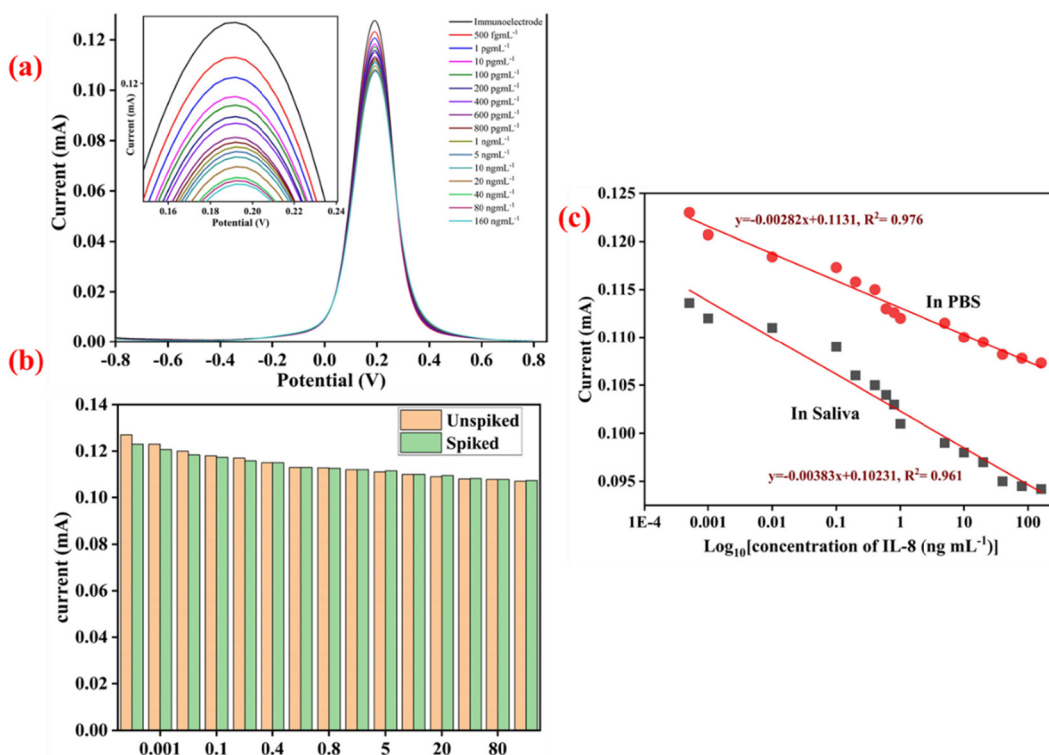 (a)
Current (mA)
0.12
0.10
0.08
0.06
0.04
0.02
0.00
-0.8
-0.4
0.0
0.4
0.8
Potential (V)
Current (mA)
0.12
0.16
0.18
0.20
0.22
0.24
Potential (V)
Immunoelectrode
500 fgmL⁻¹
1 pgmL⁻¹
10 pgmL⁻¹
100 pgmL⁻¹
200 pgmL⁻¹
400 pgmL⁻¹
600 pgmL⁻¹
800 pgmL⁻¹
1 ngmL⁻¹
5 ngmL⁻¹
10 ngmL⁻¹
20 ngmL⁻¹
40 ngmL⁻¹
80 ngmL⁻¹
160 ngmL⁻¹
(b)
current (mA)
0.14
0.12
0.10
0.08
0.06
0.04
0.02
0.00
0.001
0.1
0.4
0.8
5
20
80
Unspiked
Spiked
(c)
Current (mA)
0.125
0.120
0.115
0.110
0.105
0.100
0.095
1E-4
0.001
0.01
0.1
1
10
100
Log₁₀[concentration of IL-8 (ng mL⁻¹)]
y=-0.00282x+0.1131, R²= 0.976
In PBS
In Saliva
y=-0.00383x+0.10231, R²= 0.961